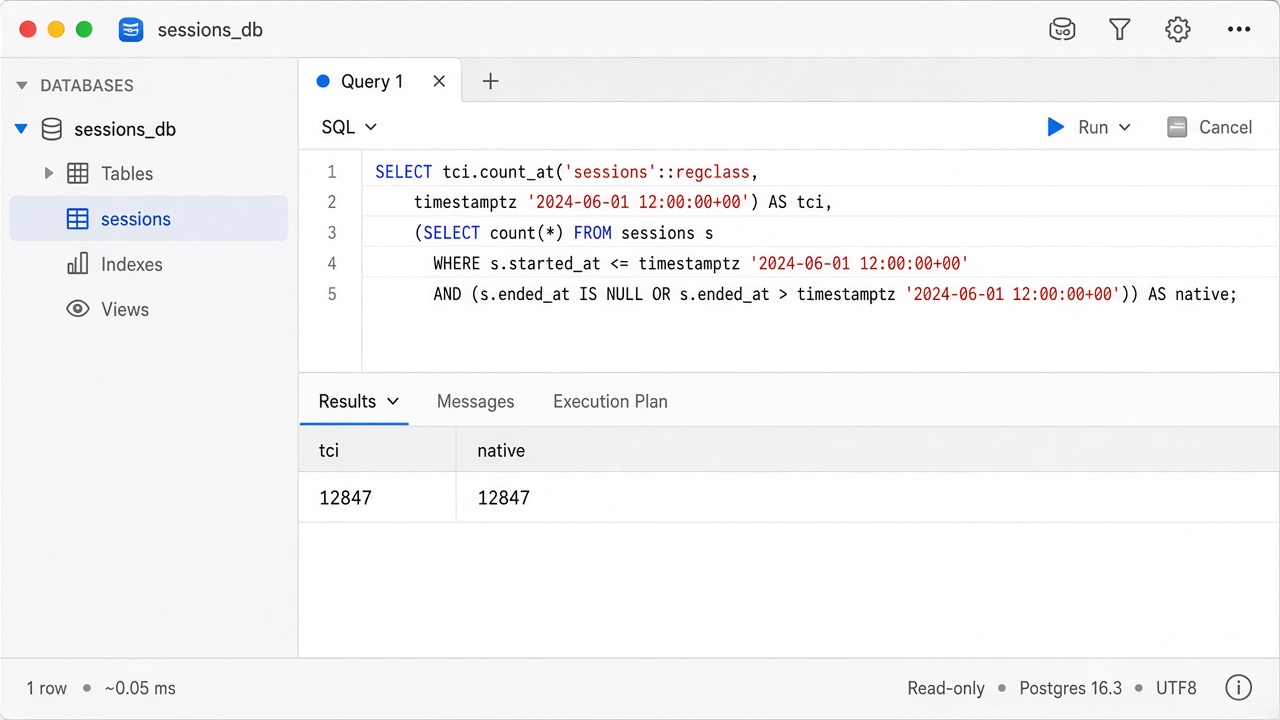 sessions_db
DATABASES
sessions_db
Tables
sessions
Indexes
Views
Query 1
SQL
Run
Cancel
1 SELECT tci.count_at('sessions'::regclass,
2 timestamptz '2024-06-01 12:00:00+00') AS tci,
3 (SELECT count(*) FROM sessions s
4 WHERE s.started_at <= timestamptz '2024-06-01 12:00:00+00'
5 AND (s.ended_at IS NULL OR s.ended_at > timestamptz '2024-06-01 12:00:00+00')) AS native;
Results Messages Execution Plan
tci native
12847 12847
1 row • ~0.05 ms
Read-only • Postgres 16.3 • UTF8